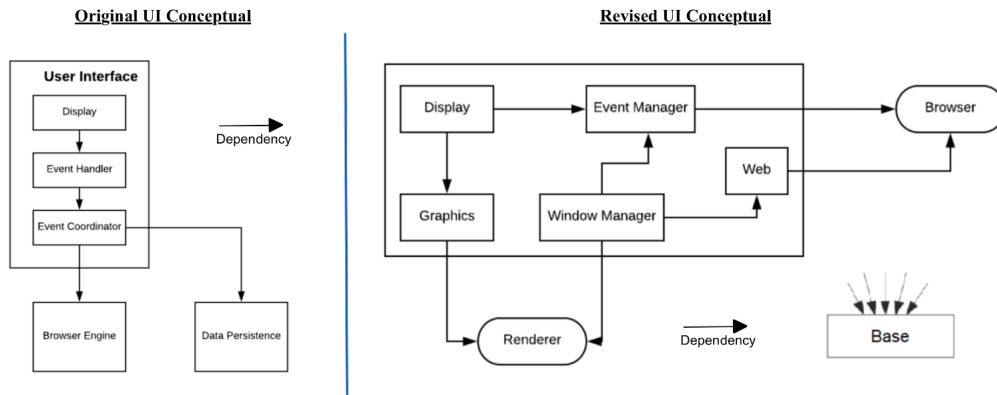 Original UI Conceptual
User Interface
Display
Event Handler
Event Coordinator
Browser Engine
Data Persistence
Dependency
Revised UI Conceptual
Display
Event Manager
Browser
Web
Graphics
Window Manager
Renderer
Dependency
Base